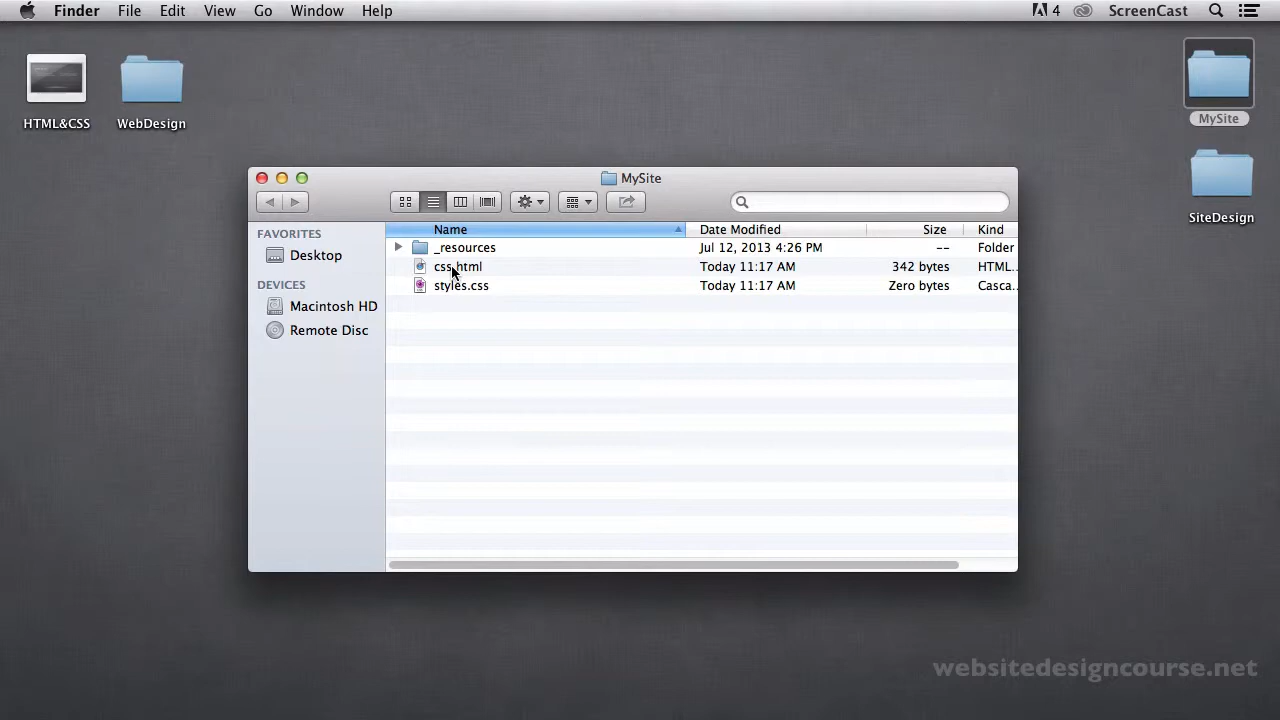 Finder File Edit View Go Window Help 4 ScreenCast
HTML&CSS
WebDesign
MySite
SiteDesign
MySite
FAVORITES
Desktop
DEVICES
Macintosh HD
Remote Disc
Name Date Modified Size Kind
_resources Jul 12, 2013 4:26 PM -- Folder
css.html Today 11:17 AM 342 bytes HTML...
styles.css Today 11:17 AM Zero bytes Casca...
websitedesigncourse.net